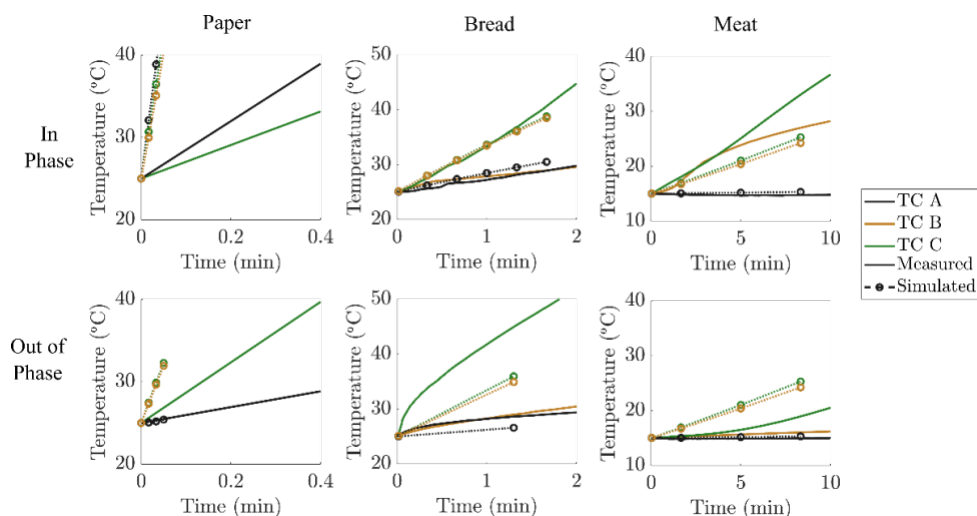 Paper
Bread
Meat
In
Phase
Temperature (°C)
40
30
20
0
0.2
0.4
Time (min)
Temperature (°C)
50
40
30
20
0
1
2
Time (min)
Temperature (°C)
40
30
20
10
0
5
10
Time (min)
TC A
TC B
TC C
Measured
Simulated
Out of
Phase
Temperature (°C)
40
30
20
0
0.2
0.4
Time (min)
Temperature (°C)
50
40
30
20
0
1
2
Time (min)
Temperature (°C)
40
30
20
10
0
5
10
Time (min)